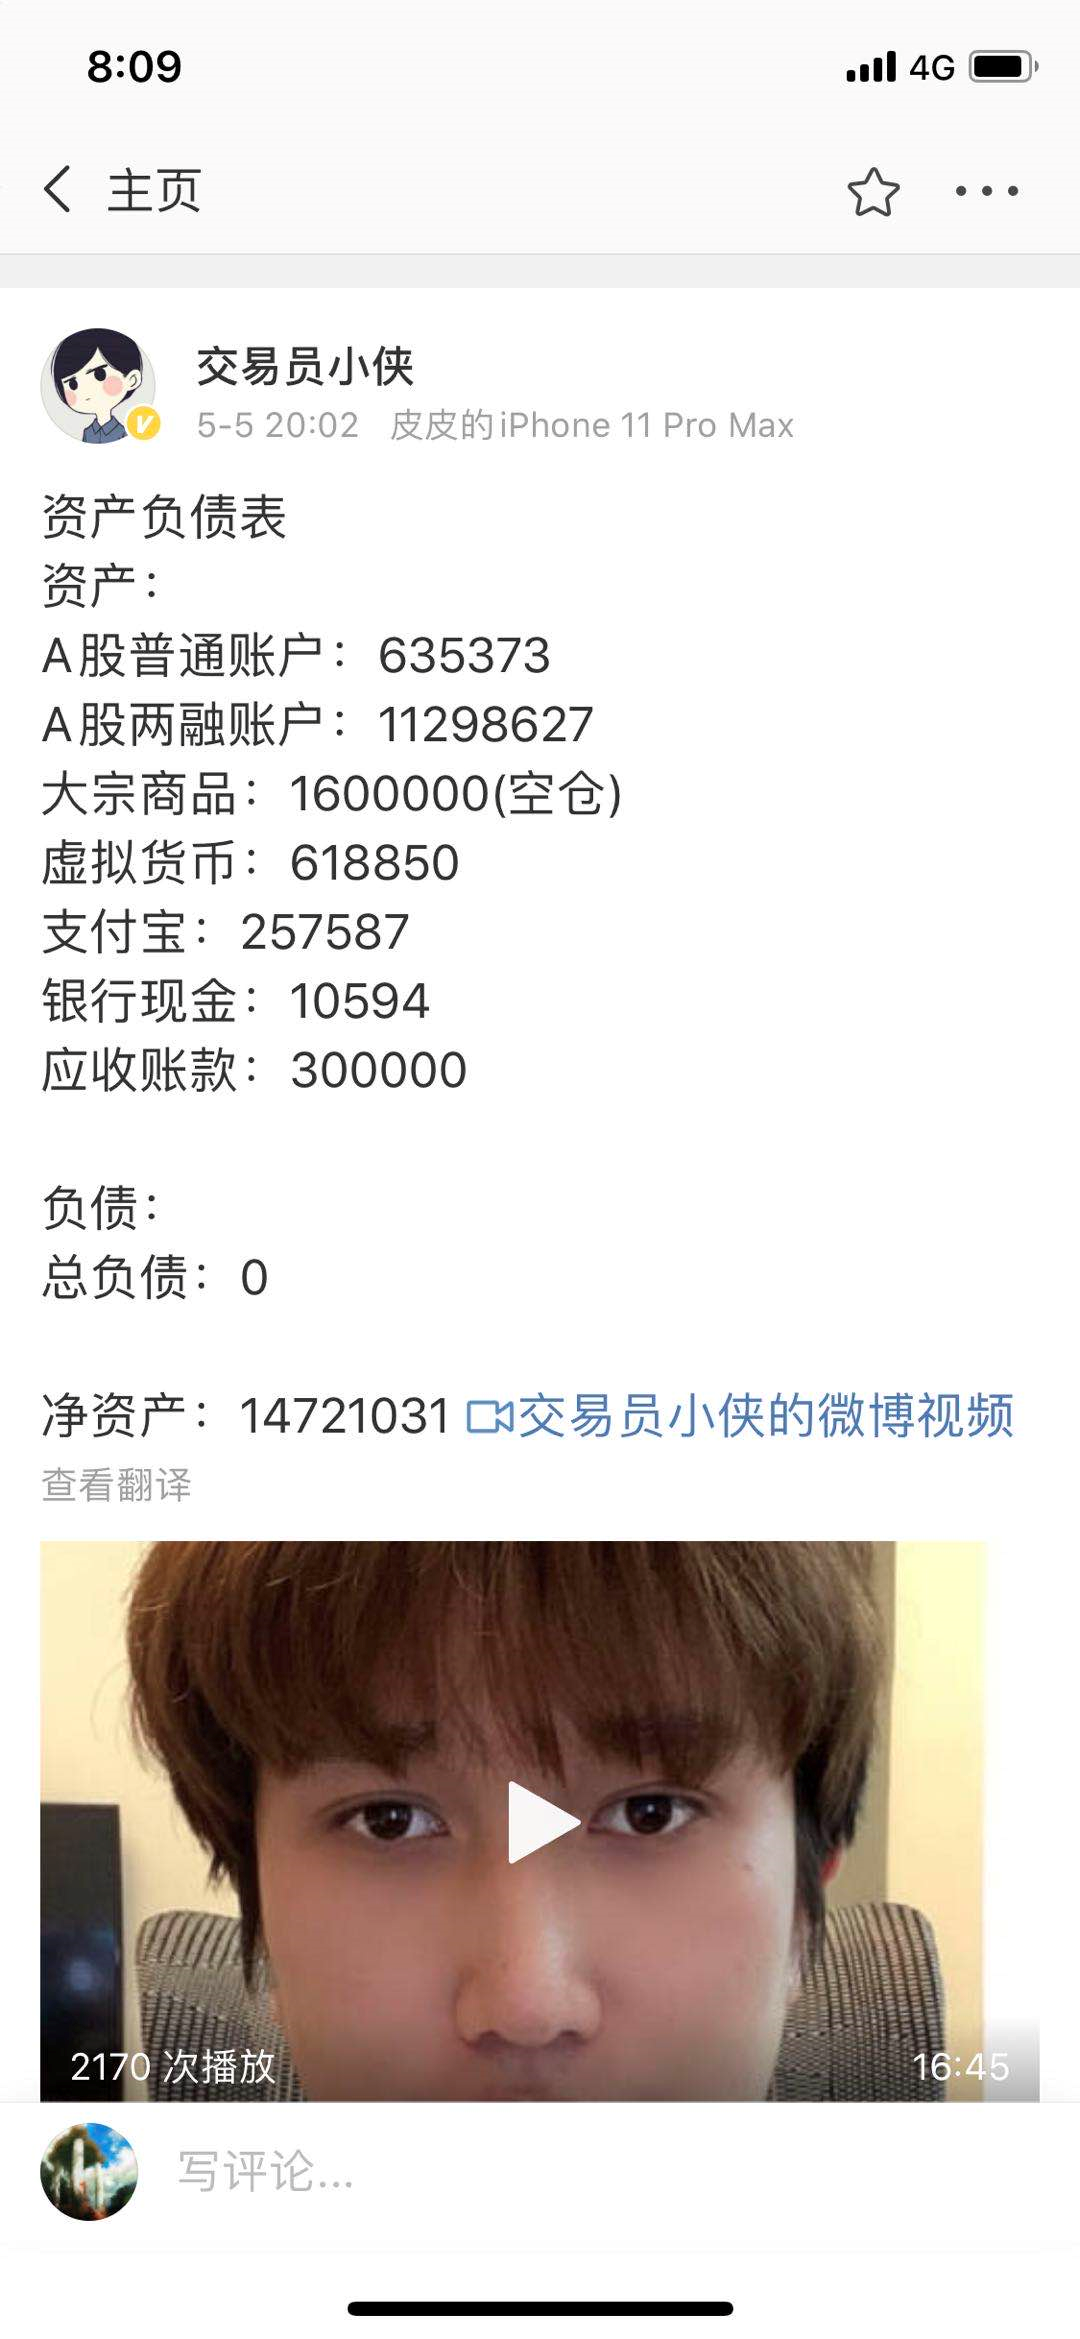 8:09
4G
主页
交易员小侠
5-5 20:02 皮皮的iPhone 11 Pro Max
资产负债表
资产：
A股普通账户：635373
A股两融账户：11298627
大宗商品：1600000(空仓)
虚拟货币：618850
支付宝：257587
银行现金：10594
应收账款：300000
负债：
总负债：0
净资产：14721031 交易员小侠的微博视频
查看翻译
2170 次播放
16:45
写评论...